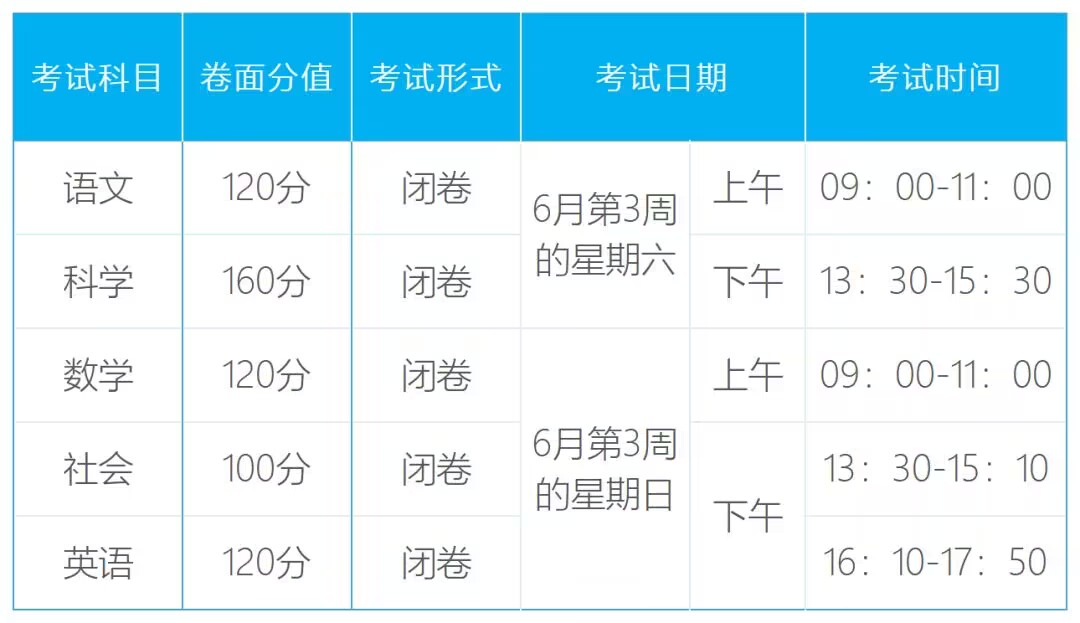 考试科目 卷面分值 考试形式 考试日期 考试时间
语文 120分 闭卷 6月第3周 上午 09：00-11：00
的星期六
科学 160分 闭卷 下午 13：30-15：30
数学 120分 闭卷 上午 09：00-11：00
6月第3周
社会 100分 闭卷 13：30-15：10
的星期日
下午
英语 120分 闭卷 16：10-17：50